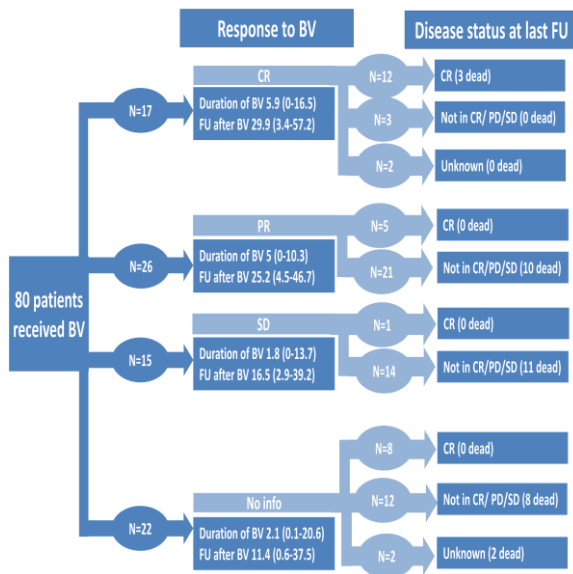 Response to BV
Disease status at last FU
80 patients
received BV
N=17
CR
Duration of BV 5.9 (0-16.5)
FU after BV 29.9 (3.4-57.2)
N=12
CR (3 dead)
N=3
Not in CR/ PD/SD (0 dead)
N=2
Unknown (0 dead)
N=26
PR
Duration of BV 5 (0-10.3)
FU after BV 25.2 (4.5-46.7)
N=5
CR (0 dead)
N=21
Not in CR/PD/SD (10 dead)
N=15
SD
Duration of BV 1.8 (0-13.7)
FU after BV 16.5 (2.9-39.2)
N=1
CR (0 dead)
N=14
Not in CR/PD/SD (11 dead)
N=22
No info
Duration of BV 2.1 (0.1-20.6)
FU after BV 11.4 (0.6-37.5)
N=8
CR (0 dead)
N=12
Not in CR/ PD/SD (8 dead)
N=2
Unknown (2 dead)